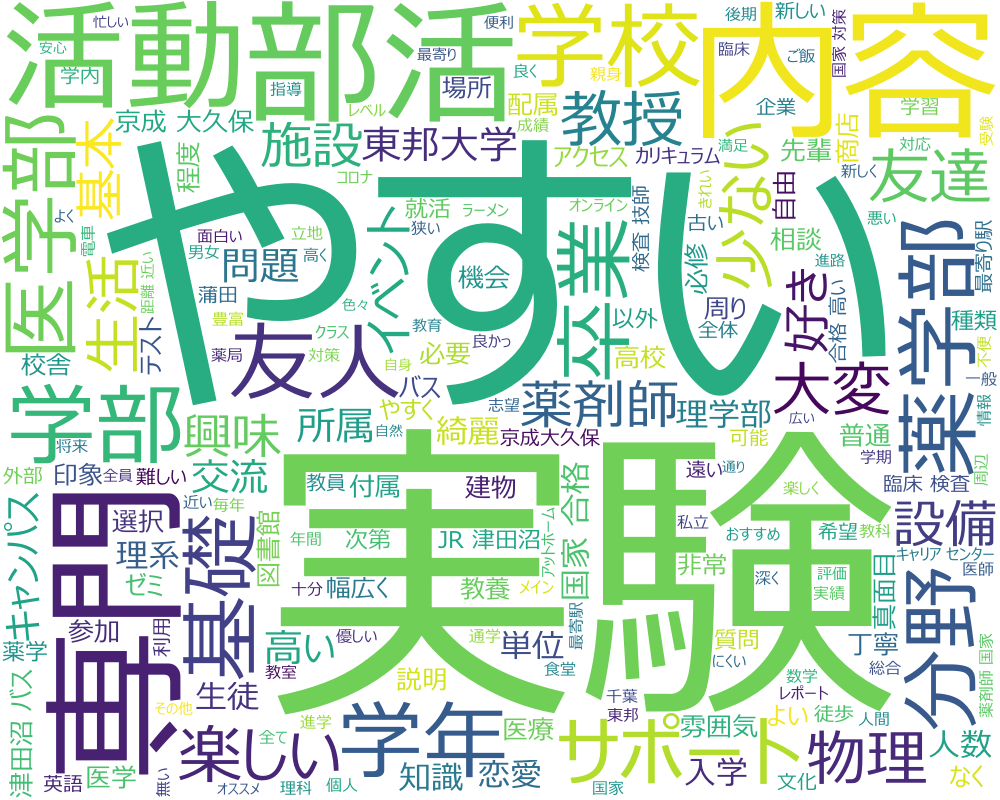 活動部活
学校
内容
忙しい
安心
学内
指導
最寄り
便利
レベル
良く
成績
親身
配属
場所
後期
新しい
臨床
ご飯
国家 対策
企業
学習
受験
対応
満足
京成 大久保
施設
東邦大学
教授
アクセス
カリキュラム
少ない
先輩
商店
友達
医学部
基本
程度
コロナ
就活
ラーメン
オンライン
きれい
新しく
悪い
よく
電車
面白い
立地
狭い
検査 技師
古い
自由
やすい
生活
近い
距離
男女
高く
問題
イベント
機会
卒業
必修
相談
進路
最寄り駅
薬学部
蒲田
色々
以外
周り
全体
好き
合格 高い
種類
不便
校舎
テスト
豊富
薬局
クラス
対策
友人
教育
自身
良かっ
必要
バス
高校
大変
一般
情報
学部
興味
所属
やすく
自然
志望
綺麗
薬剤師
理学部
広い
京成大久保
可能
普通
学期
周辺
将来
外部
印象
全員
難しい
交流
教員
付属
建物
遠い
通り
楽しく
臨床 検査
設備
専門
選択
近い
毎年
図書館
年間
次第
JR 津田沼
アットホーム
国家 合格
私立
非常
おすすめ
希望
教科
キャリア センター
医師
キャンパス
理系
基礎
ゼミ
十分
幅広く
教養
メイン
実験
深く
評価
実績
真面目
分野
薬学
参加
利用
高い
優しい
通学
単位
最寄駅
質問
にくい
数学
丁寧
総合
津田沼 バス
その他
生徒
教室
説明
食堂
千葉
東邦
レポート
よい
徒歩
人間
薬剤師 国家
英語
医学
無い
楽しい
進学
全て
学年
医療
サポート
雰囲気
物理
人数
オススメ
理科
個人
知識
恋愛
国家
入学
文化
なく